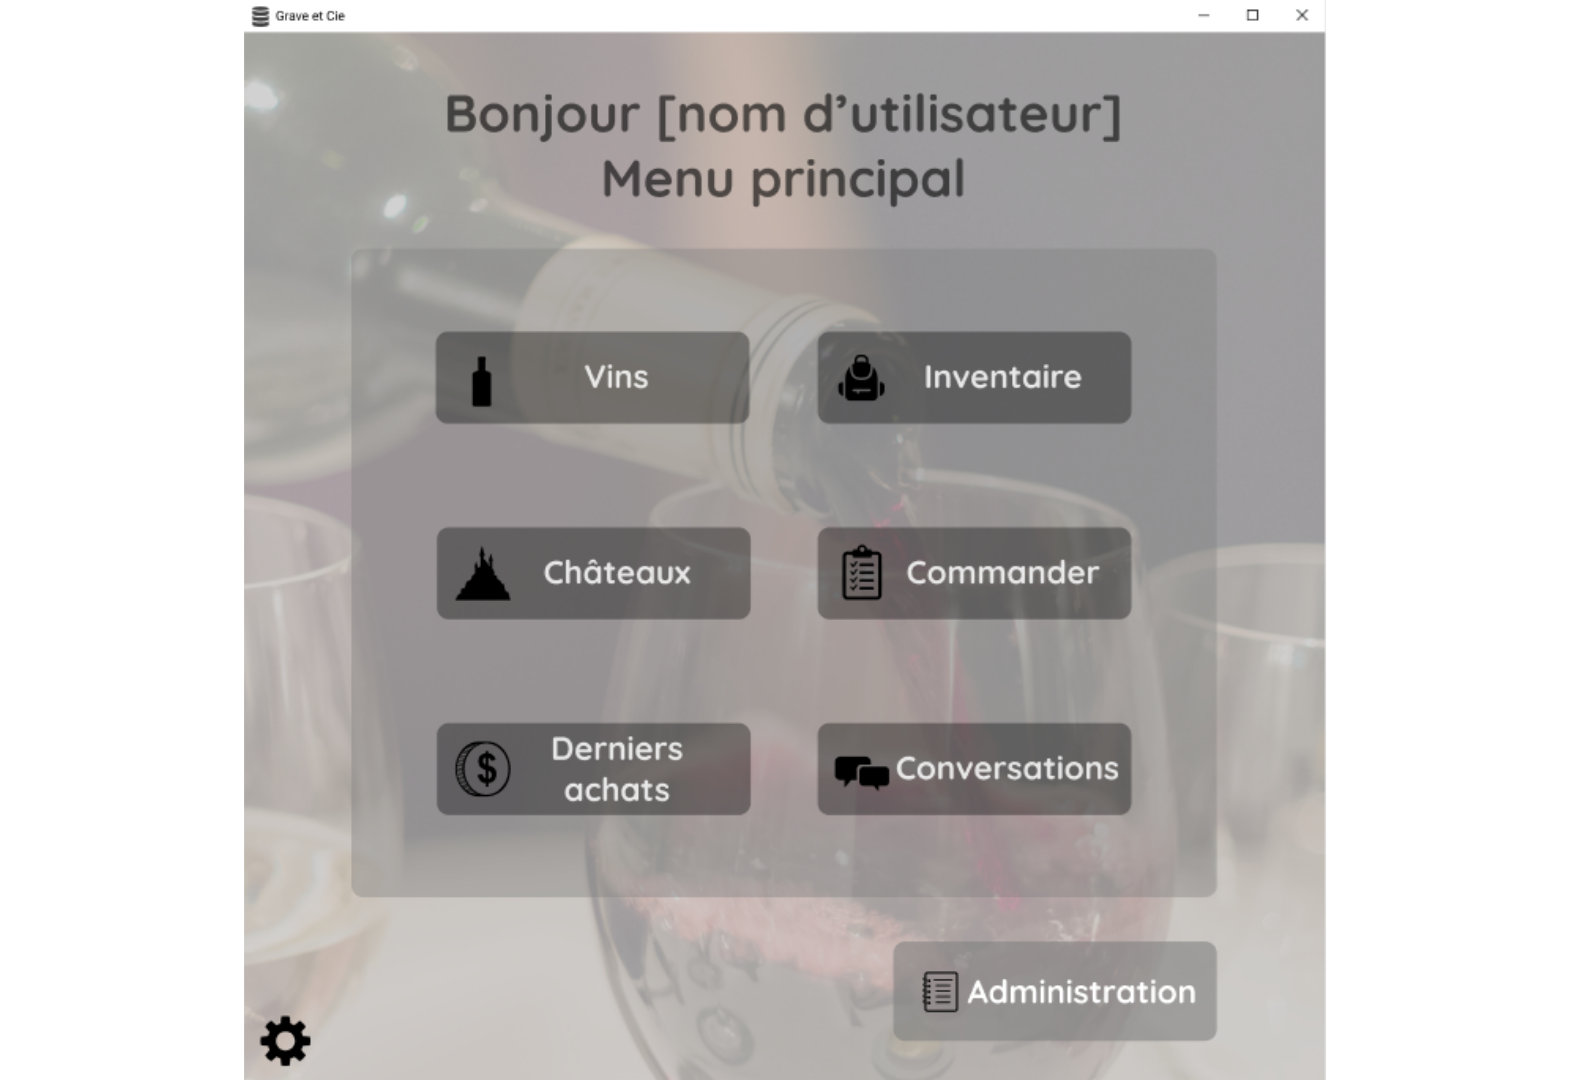 Grave et Cie
Bonjour [nom d’utilisateur]
Menu principal
Vins
Inventaire
Châteaux
Commander
Derniers
achats
Conversations
Administration